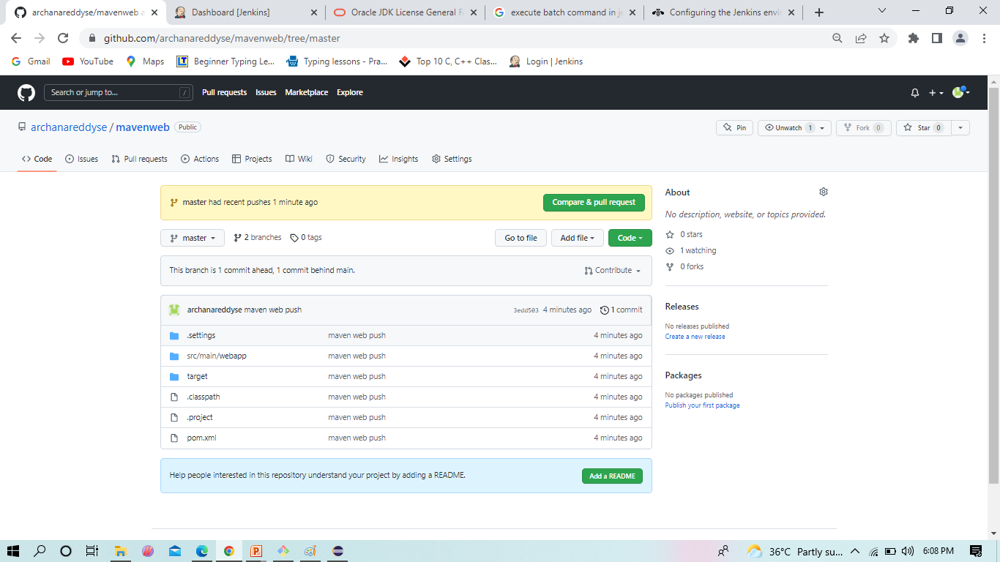 archanareddyse/mavenweb a
Dashboard [Jenkins]
Oracle JDK License General F
execute batch command in je
Configuring the Jenkins envi
github.com/archanareddyse/mavenweb/tree/master
Gmail
YouTube
Maps
Beginner Typing Le...
Typing lessons - Pra...
Top 10 C, C++ Clas...
Login | Jenkins
Search or jump to...
/
Pull requests
Issues
Marketplace
Explore
archanareddyse / mavenweb
Public
Pin
Unwatch 1
Fork 0
Star 0
Code
Issues
Pull requests
Actions
Projects
Wiki
Security
Insights
Settings
master had recent pushes 1 minute ago
Compare & pull request
master
2 branches
0 tags
Go to file
Add file
Code
This branch is 1 commit ahead, 1 commit behind main.
Contribute
archanareddyse maven web push
3edd503 4 minutes ago
1 commit
.settings maven web push 4 minutes ago
src/main/webapp maven web push 4 minutes ago
target maven web push 4 minutes ago
.classpath maven web push 4 minutes ago
.project maven web push 4 minutes ago
pom.xml maven web push 4 minutes ago
Help people interested in this repository understand your project by adding a README.
Add a README
About
No description, website, or topics provided.
0 stars
1 watching
0 forks
Releases
No releases published
Create a new release
Packages
No packages published
Publish your first package
36°C Partly su...
6:08 PM